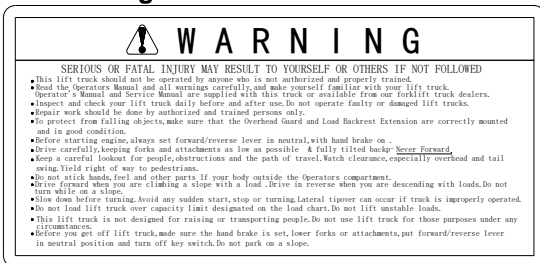 WARNING
SERIOUS OR FATAL INJURY MAY RESULT TO YOURSELF OR OTHERS IF NOT FOLLOWED
This lift truck should not be operated by anyone who is not authorized and properly trained.
Read the Operators Manual and all warnings carefully,and make yourself familiar with your lift truck.
Operator's Manual and Service Manual are supplied with this truck or available from our forklift truck dealers.
Inspect and check your lift truck daily before and after use.Do not operate faulty or damaged lift trucks.
Repair work should be done by authorized and trained persons only.
To protect from falling objects,make sure that the Overhead Guard and Load Backrest Extension are correctly mounted
and in good condition.
Before starting engine,always set forward/reverse lever in neutral,with hand brake on .
Drive carefully,keeping forks and attachments as low as possible & fully tilted back-Never Forward.
Keep a careful lookout for people,obstructions and the path of travel.Watch clearance,especially overhead and tail
swing.Yield right of way to pedestrians.
Do not stick hands,feel and other parts If your body outside the Operators compartment.
Drive forward when you are climbing a slope with a load .Drive in reverse when you are descending with loads.Do not
turn while on a slope.
Slow down before turning.Avoid any sudden start,stop or turning.Lateral tipover can occur if truck is improperly operated.
Do not load lift truck over capacity limit designated on the load chart.Do not lift unstable loads.
This lift truck is not designed for raising or transporting people.Do not use lift truck for those purposes under any
circumstances.
Before you get off lift truck,made sure the hand brake is set,lower forks or attachments,put forward/reverse lever
in neutral position and turn off key switch.Do not park on a slope.